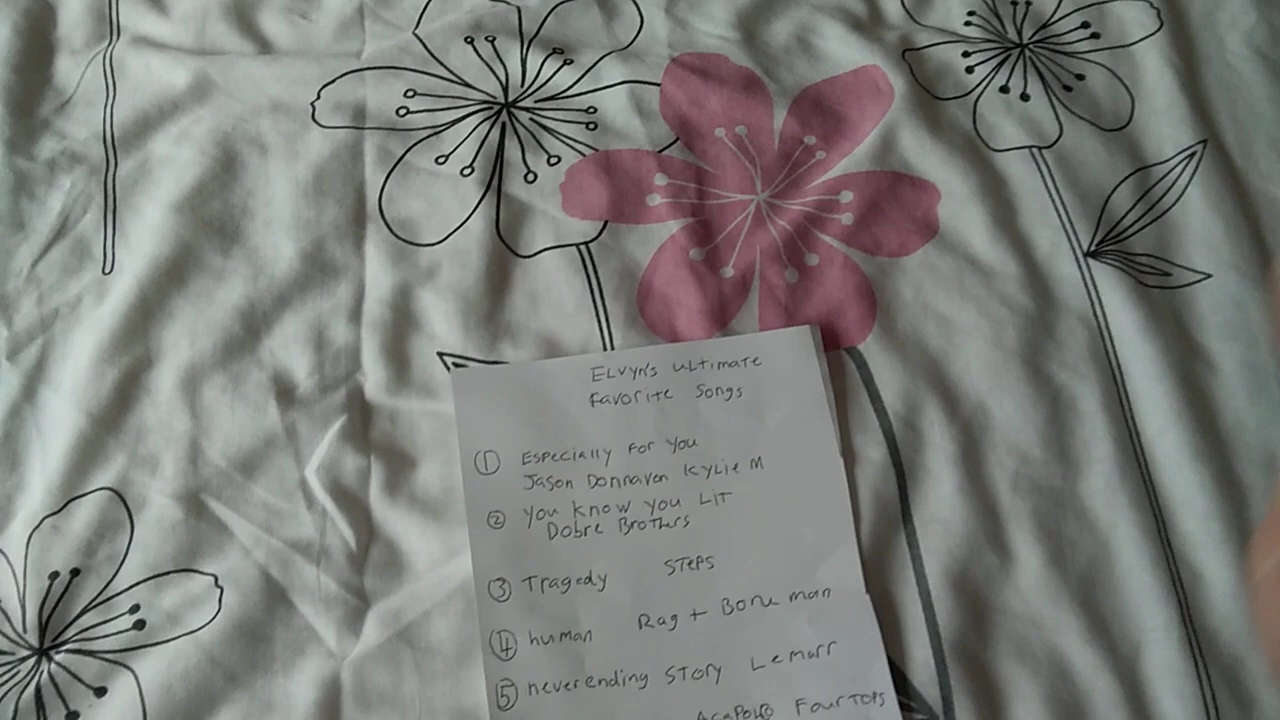 ELvyn's ultimate
favorite Songs
① Especially For You
Jason Donnaven Kylie M
② You know you LIT
Dobre Brothers
③ Tragedy Steps
④ human Rag + Bone man
⑤ neverending Story Lemarr
Four Tops